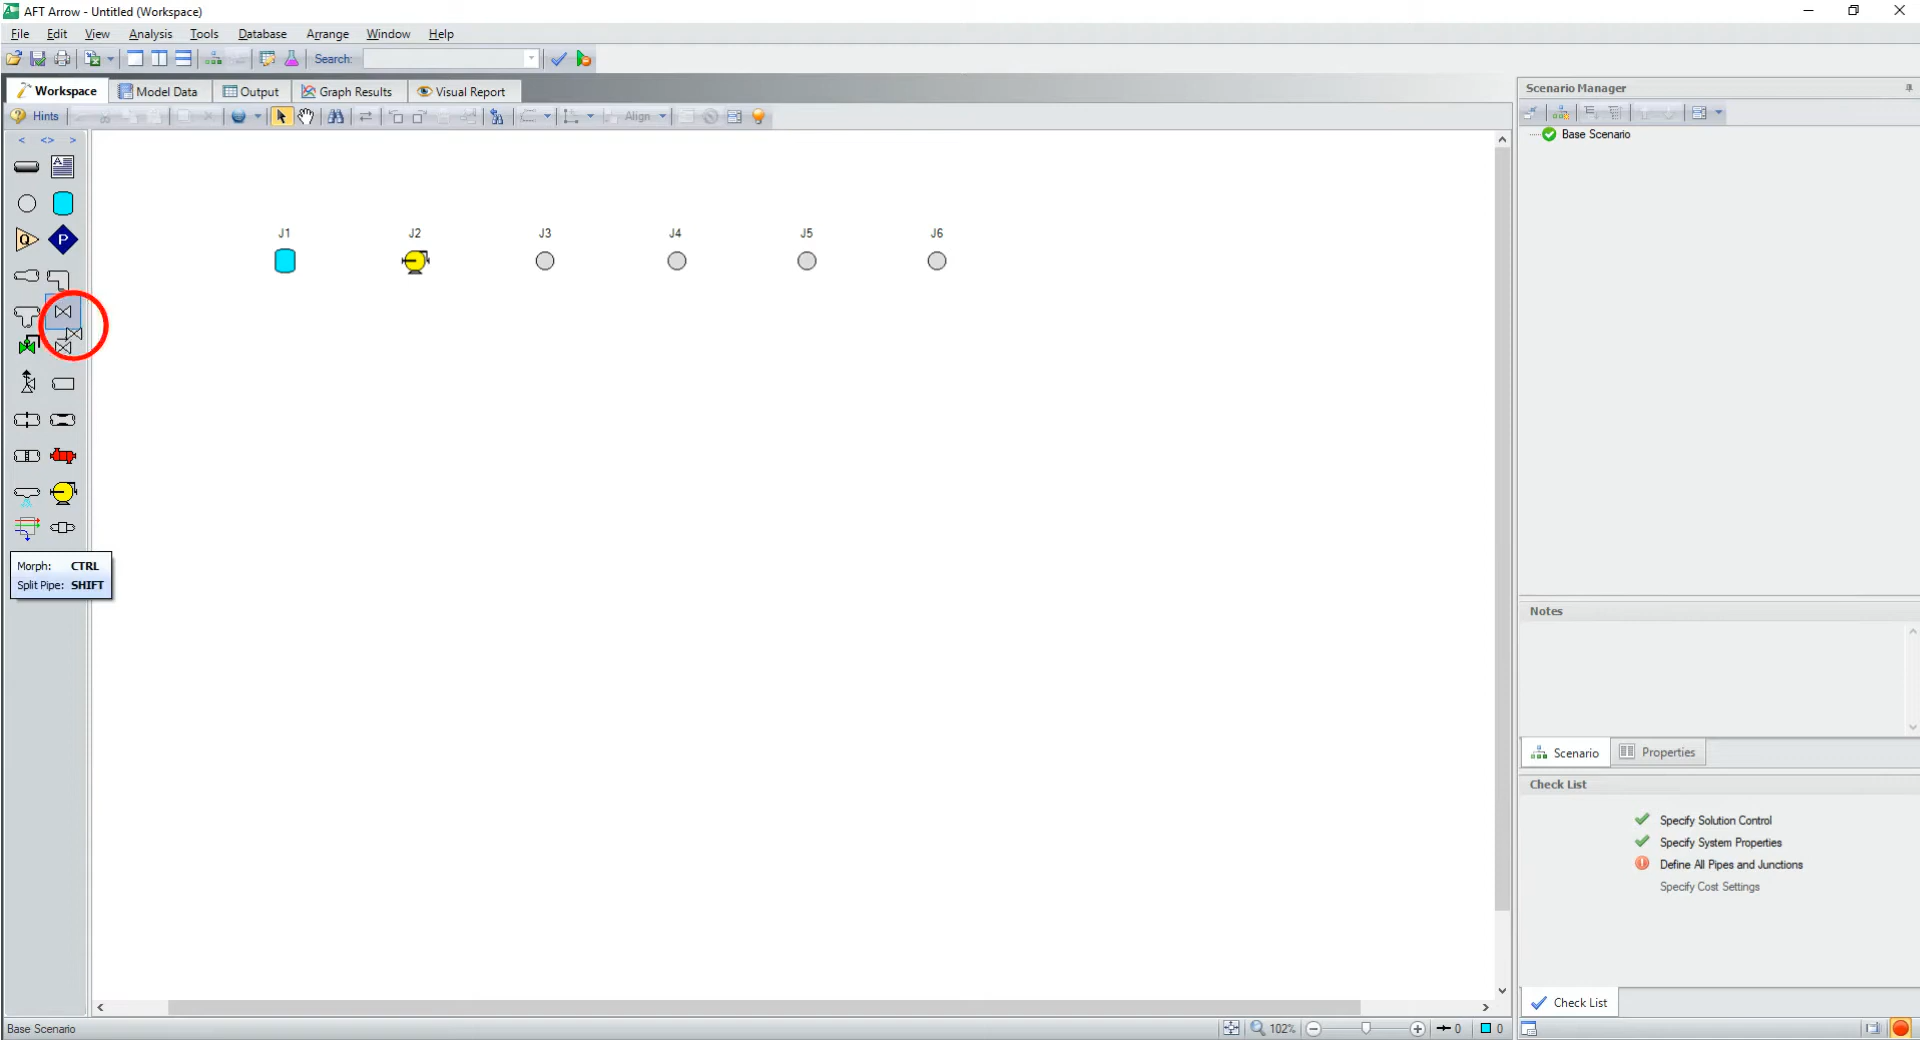 AFT Arrow - Untitled (Workspace)
File Edit View Analysis Tools Database Arrange Window Help
Search:
Workspace Model Data Output Graph Results Visual Report
Hints Align
< <> >
A
Q P
J1 J2 J3 J4 J5 J6
Morph: CTRL
Split Pipe: SHIFT
Scenario Manager
Base Scenario
Notes
Scenario Properties
Check List
Specify Solution Control
Specify System Properties
Define All Pipes and Junctions
Specify Cost Settings
Check List
Base Scenario
102% 0 0